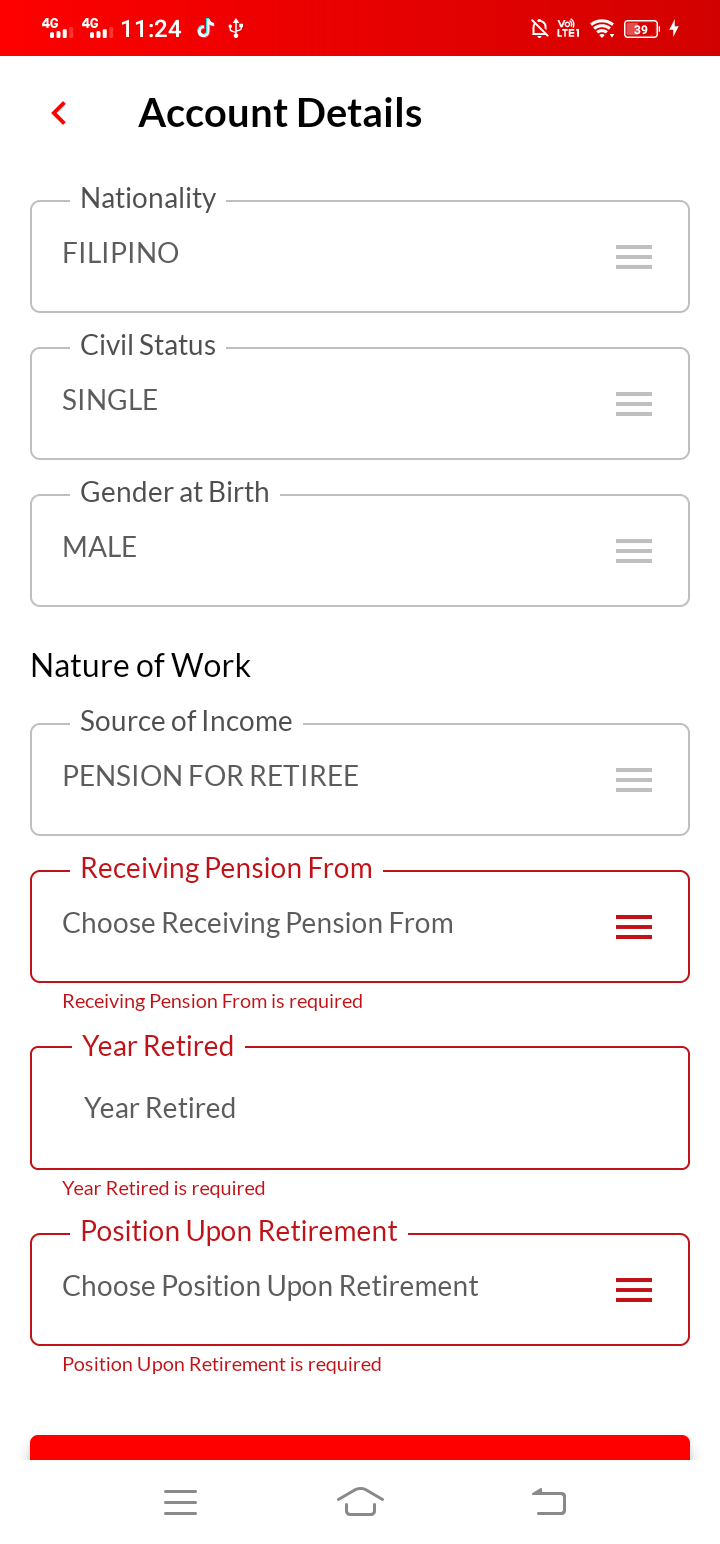 4G 4G 11:24 Vo) LTE1 39
Account Details
Nationality
FILIPINO
Civil Status
SINGLE
Gender at Birth
MALE
Nature of Work
Source of Income
PENSION FOR RETIREE
Receiving Pension From
Choose Receiving Pension From
Receiving Pension From is required
Year Retired
Year Retired
Year Retired is required
Position Upon Retirement
Choose Position Upon Retirement
Position Upon Retirement is required